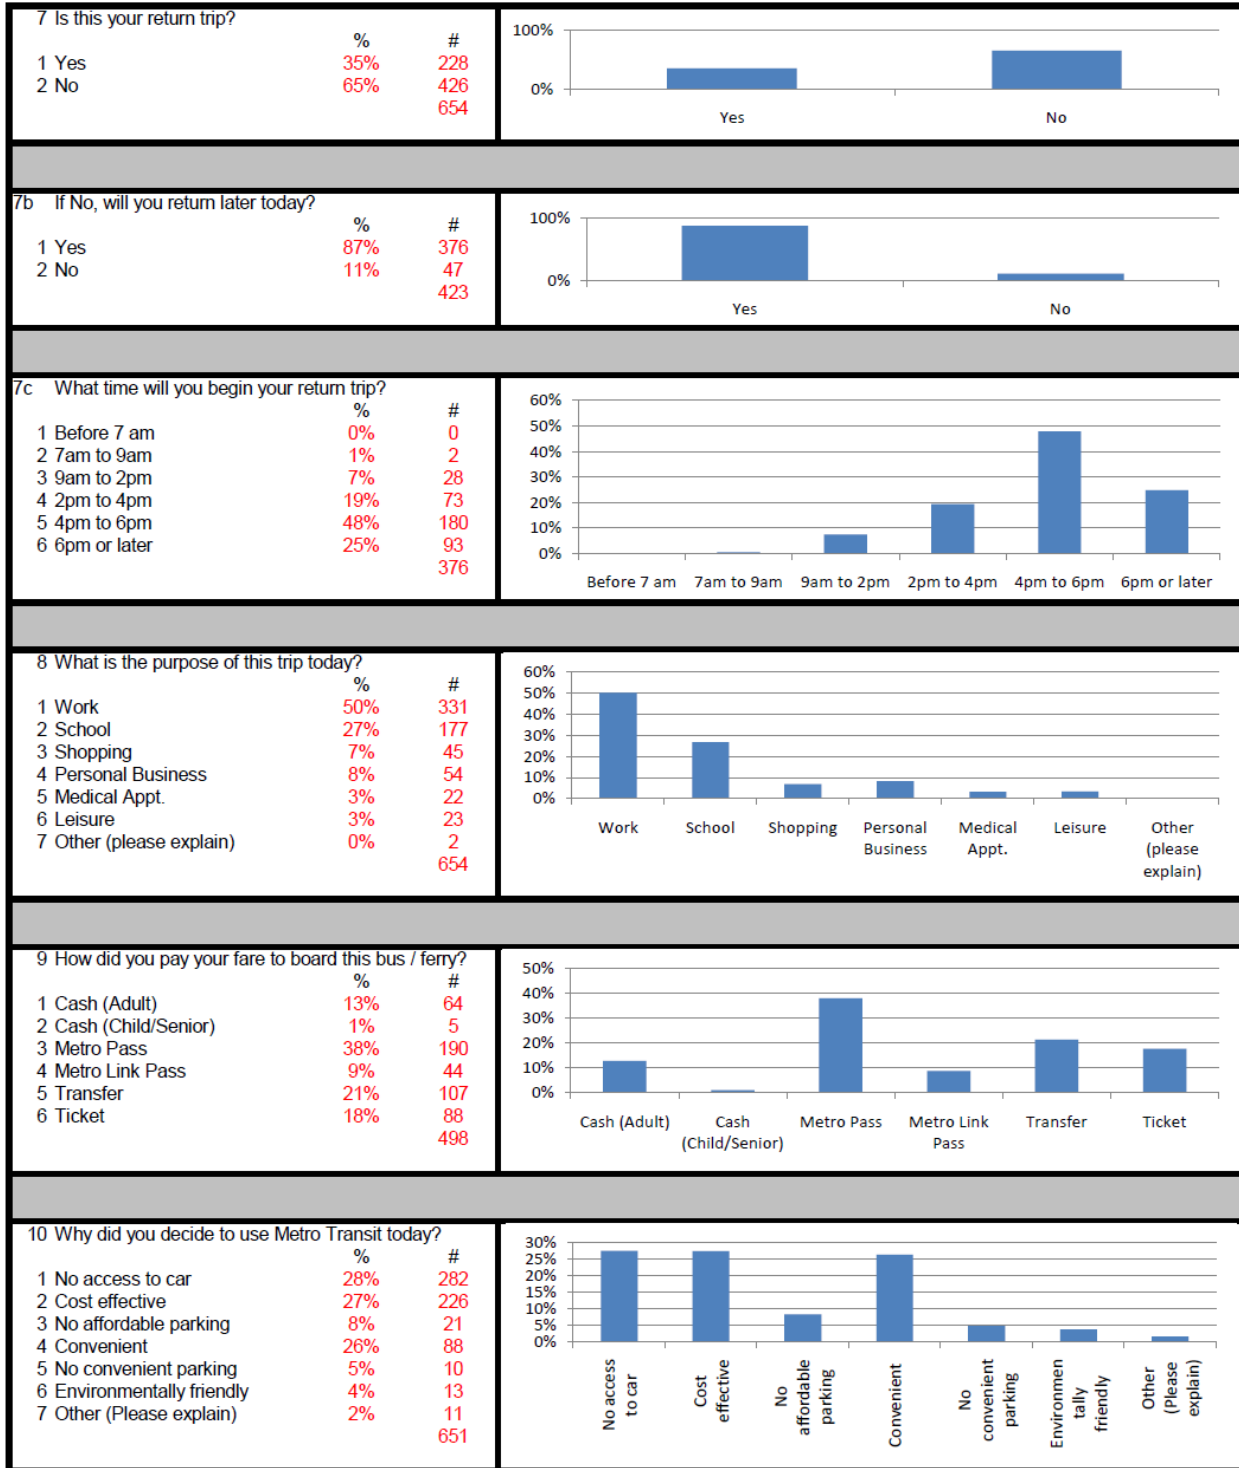 7 Is this your return trip?
% #
1 Yes 35% 228
2 No 65% 426
654
100%
0%
Yes No
7b If No, will you return later today?
% #
1 Yes 87% 376
2 No 11% 47
423
100%
0%
Yes No
7c What time will you begin your return trip?
% #
1 Before 7 am 0% 0
2 7am to 9am 1% 2
3 9am to 2pm 7% 28
4 2pm to 4pm 19% 73
5 4pm to 6pm 48% 180
6 6pm or later 25% 93
376
60%
50%
40%
30%
20%
10%
0%
Before 7 am 7am to 9am 9am to 2pm 2pm to 4pm 4pm to 6pm 6pm or later
8 What is the purpose of this trip today?
% #
1 Work 50% 331
2 School 27% 177
3 Shopping 7% 45
4 Personal Business 8% 54
5 Medical Appt. 3% 22
6 Leisure 3% 23
7 Other (please explain) 0% 2
654
60%
50%
40%
30%
20%
10%
0%
Work School Shopping Personal Medical Leisure Other
Business Appt. (please
explain)
9 How did you pay your fare to board this bus / ferry?
% #
1 Cash (Adult) 13% 64
2 Cash (Child/Senior) 1% 5
3 Metro Pass 38% 190
4 Metro Link Pass 9% 44
5 Transfer 21% 107
6 Ticket 18% 88
498
50%
40%
30%
20%
10%
0%
Cash (Adult) Cash Metro Pass Metro Link Transfer Ticket
(Child/Senior) Pass
10 Why did you decide to use Metro Transit today?
% #
1 No access to car 28% 282
2 Cost effective 27% 226
3 No affordable parking 8% 21
4 Convenient 26% 88
5 No convenient parking 5% 10
6 Environmentally friendly 4% 13
7 Other (Please explain) 2% 11
651
30%
25%
20%
15%
10%
5%
0%
No access
to car
Cost
effective
No
affordable
parking
Convenient
No
convenient
parking
Environmen
tally
friendly
Other
(Please
explain)